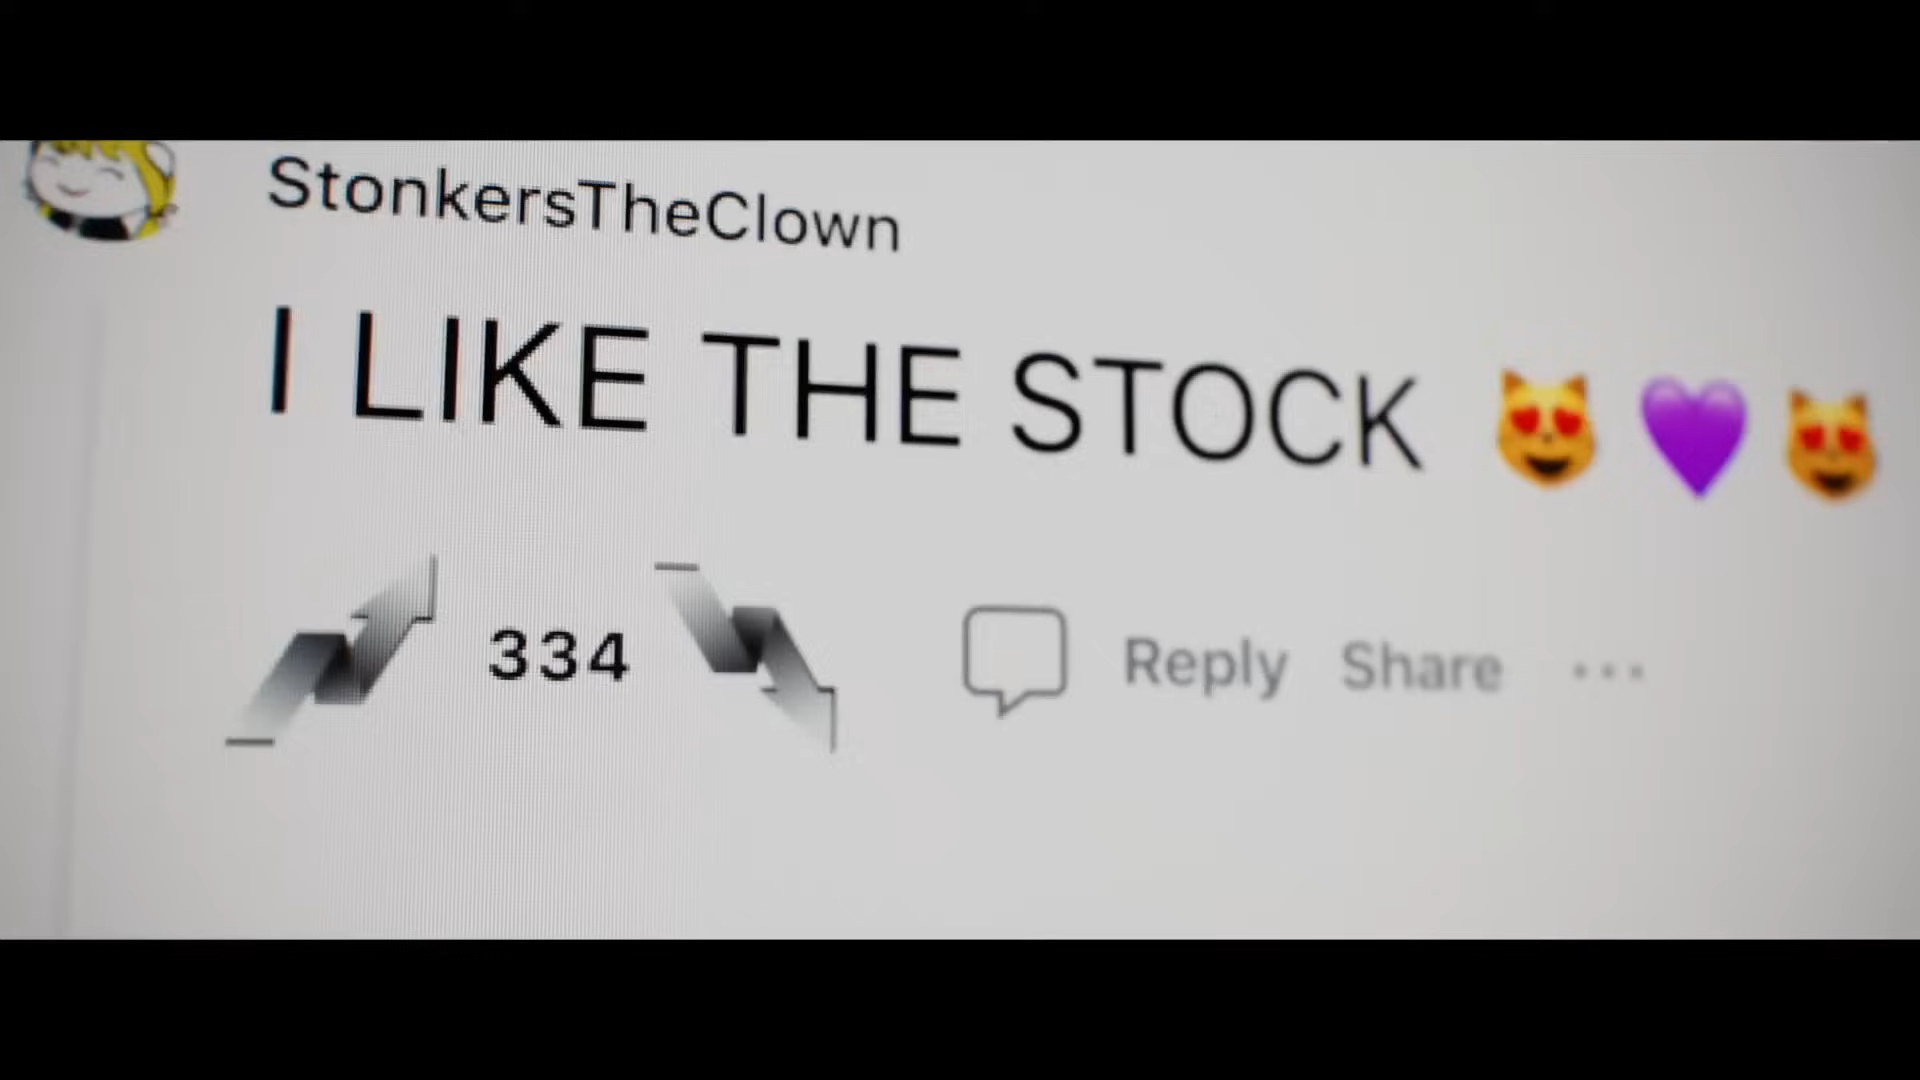 StonkersTheClown
I LIKE THE STOCK 😻 💜 😻
334 Reply Share ...